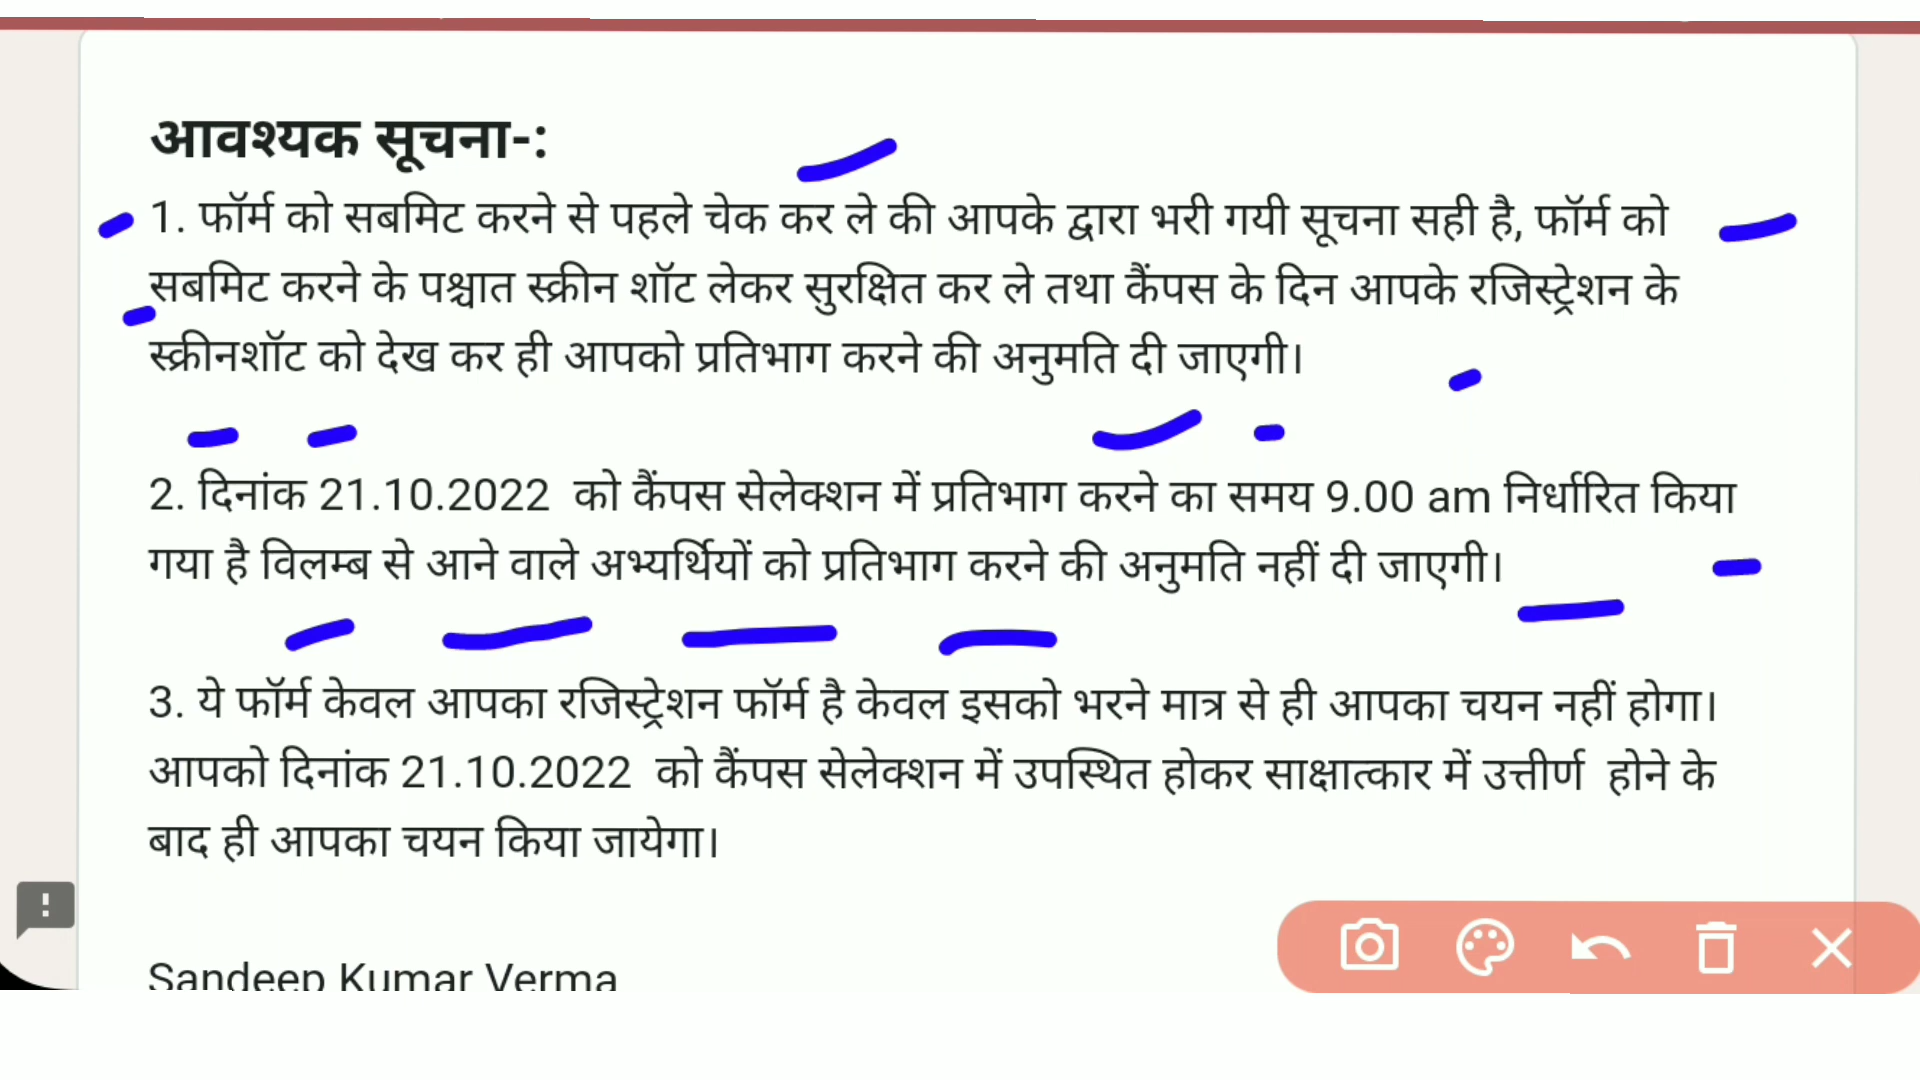 आवश्यक सूचना-:
1. फॉर्म को सबमिट करने से पहले चेक कर ले की आपके द्वारा भरी गयी सूचना सही है, फॉर्म को
सबमिट करने के पश्चात स्क्रीन शॉट लेकर सुरक्षित कर ले तथा कैंपस के दिन आपके रजिस्ट्रेशन के
स्क्रीनशॉट को देख कर ही आपको प्रतिभाग करने की अनुमति दी जाएगी।
2. दिनांक 21.10.2022 को कैंपस सेलेक्शन में प्रतिभाग करने का समय 9.00 am निर्धारित किया
गया है विलम्ब से आने वाले अभ्यर्थियों को प्रतिभाग करने की अनुमति नहीं दी जाएगी।
3. ये फॉर्म केवल आपका रजिस्ट्रेशन फॉर्म है केवल इसको भरने मात्र से ही आपका चयन नहीं होगा।
आपको दिनांक 21.10.2022 को कैंपस सेलेक्शन में उपस्थित होकर साक्षात्कार में उत्तीर्ण होने के
बाद ही आपका चयन किया जायेगा।
Sandeep Kumar Verma